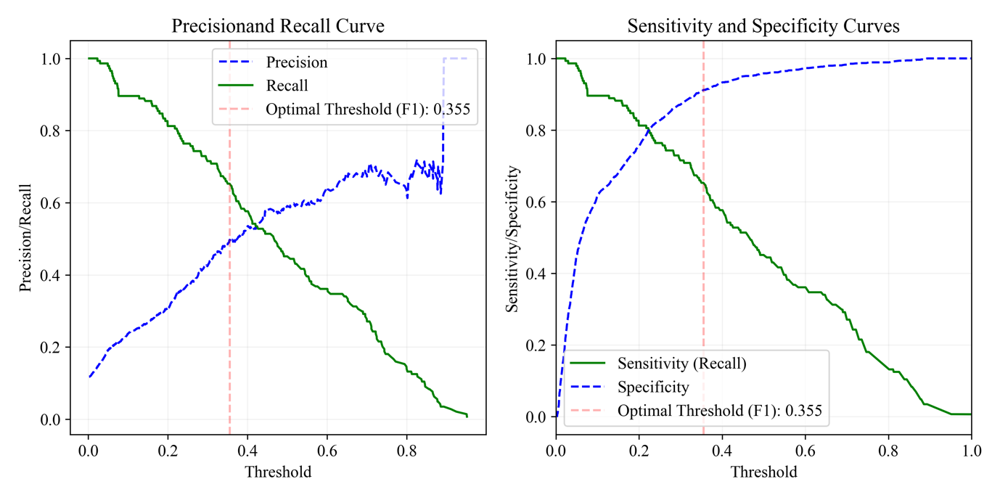 Precisionand Recall Curve
Precision/Recall
1.0
0.8
0.6
0.4
0.2
0.0
Precision
Recall
Optimal Threshold (F1): 0.355
0.0 0.2 0.4 0.6 0.8
Threshold
Sensitivity and Specificity Curves
Sensitivity/Specificity
1.0
0.8
0.6
0.4
0.2
0.0
Sensitivity (Recall)
Specificity
Optimal Threshold (F1): 0.355
0.0 0.2 0.4 0.6 0.8 1.0
Threshold